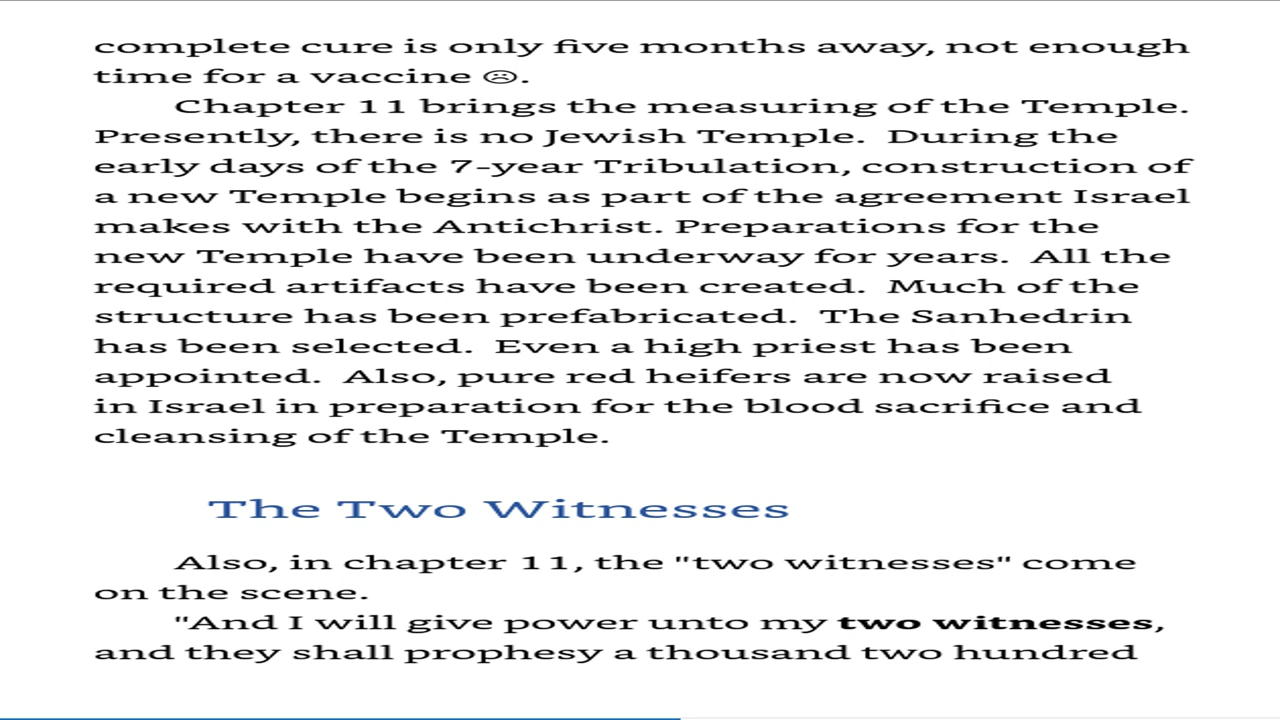 complete cure is only five months away, not enough
time for a vaccine ☹.
Chapter 11 brings the measuring of the Temple.
Presently, there is no Jewish Temple.  During the
early days of the 7-year Tribulation, construction of
a new Temple begins as part of the agreement Israel
makes with the Antichrist. Preparations for the
new Temple have been underway for years.  All the
required artifacts have been created.  Much of the
structure has been prefabricated.  The Sanhedrin
has been selected.  Even a high priest has been
appointed.  Also, pure red heifers are now raised
in Israel in preparation for the blood sacrifice and
cleansing of the Temple.
The Two Witnesses
Also, in chapter 11, the "two witnesses" come
on the scene.
"And I will give power unto my two witnesses,
and they shall prophesy a thousand two hundred